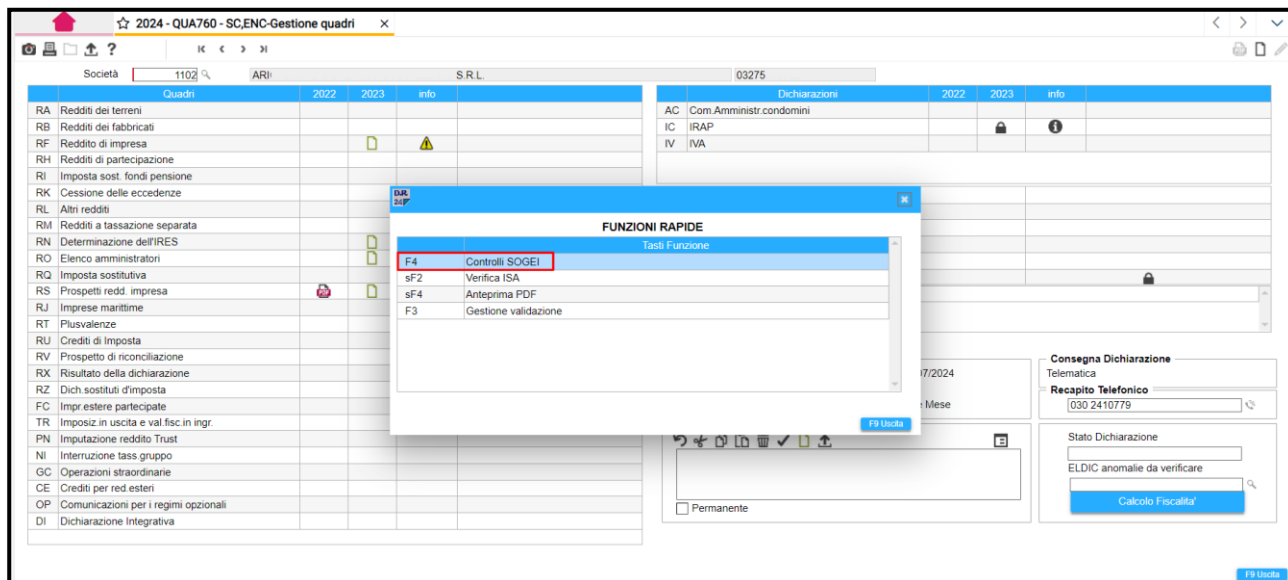 2024 - QUA760 - SC,ENC-Gestione quadri
Società 1102 ARI S.R.L. 03275
Quadri 2022 2023 info
RA Redditi dei terreni
RB Redditi dei fabbricati
RF Reddito di impresa
RH Redditi di partecipazione
RI Imposta sost. fondi pensione
RK Cessione delle eccedenze
RL Altri redditi
RM Redditi a tassazione separata
RN Determinazione dell'IRES
RO Elenco amministratori
RQ Imposta sostitutiva
RS Prospetti redd. impresa
RJ Imprese marittime
RT Plusvalenze
RU Crediti di Imposta
RV Prospetto di riconciliazione
RX Risultato della dichiarazione
RZ Dich.sostituti d'imposta
FC Impr.estere partecipate
TR Imposiz.in uscita e val.fisc.in ingr.
PN Imputazione reddito Trust
NI Interruzione tass.gruppo
GC Operazioni straordinarie
CE Crediti per red.esteri
OP Comunicazioni per i regimi opzionali
DI Dichiarazione Integrativa
Dichiarazioni 2022 2023 info
AC Com.Amministr.condomini
IC IRAP
IV IVA
DR
24
FUNZIONI RAPIDE
Tasti Funzione
F4 Controlli SOGEI
sF2 Verifica ISA
sF4 Anteprima PDF
F3 Gestione validazione
F9 Uscita
07/2024
Mese
Consegna Dichiarazione
Telematica
Recapito Telefonico
030 2410779
Permanente
Stato Dichiarazione
ELDIC anomalie da verificare
Calcolo Fiscalita'
F9 Uscita